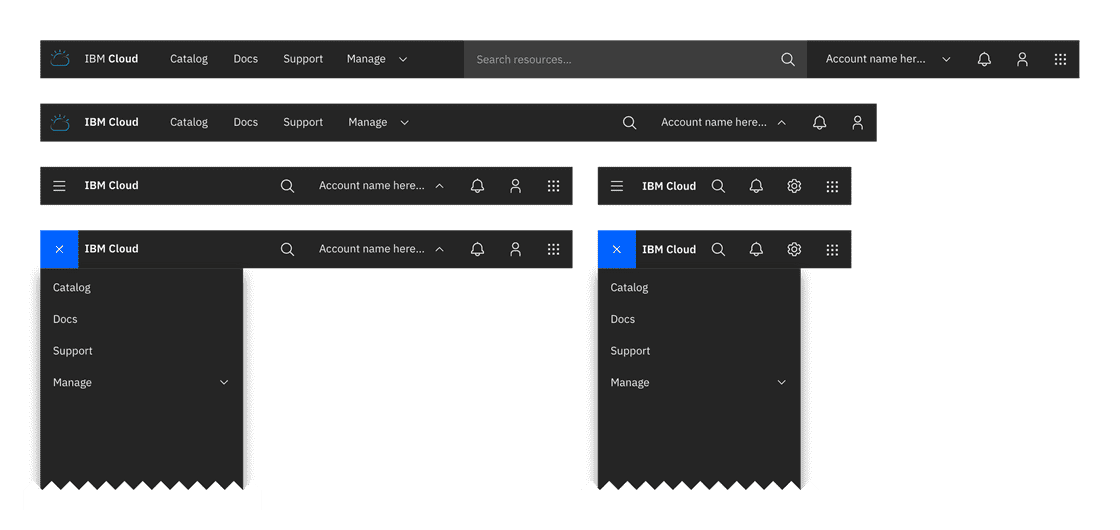 IBM Cloud Catalog Docs Support Manage Search resources... Account name her...
IBM Cloud Catalog Docs Support Manage Account name here...
IBM Cloud Account name here...
IBM Cloud
IBM Cloud Account name here...
Catalog
Docs
Support
Manage
IBM Cloud
Catalog
Docs
Support
Manage